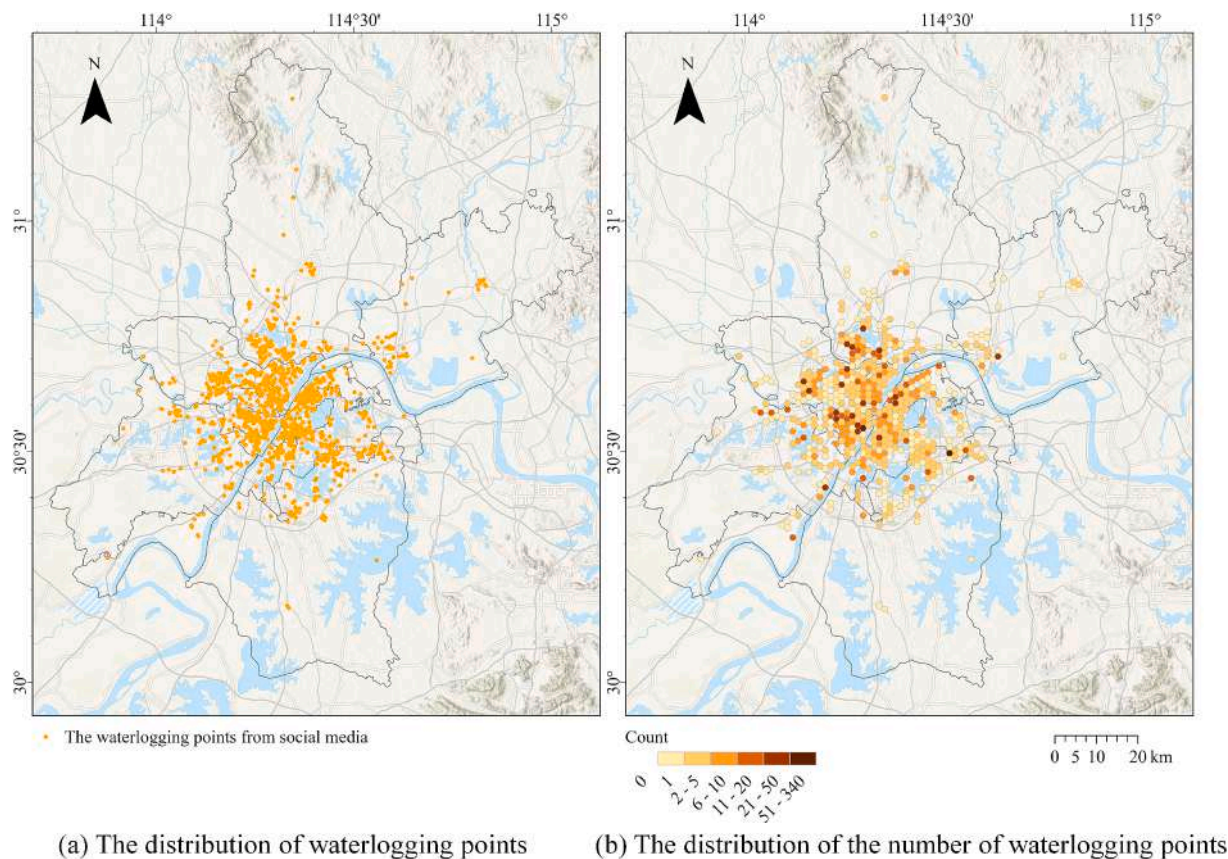 114° 114°30' 115° 114° 114°30' 115°
N N
31° 31°
30°30' 30°30'
30° 30°
The waterlogging points from social media
Count
0 1 2 - 5 6 - 10 11 - 20 21 - 50 51 - 340
0 5 10 20 km
(a) The distribution of waterlogging points (b) The distribution of the number of waterlogging points